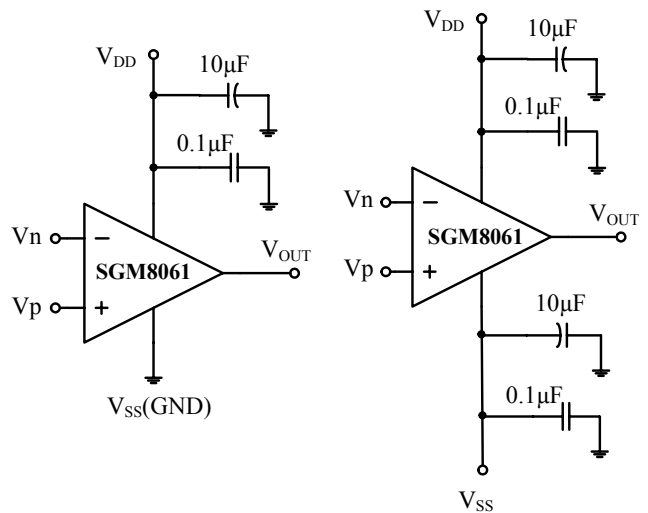 VDD
10μF
0.1μF
Vn
−
SGM8061
VOUT
Vp
+
VSS(GND)
VDD
10μF
0.1μF
Vn
−
SGM8061
VOUT
Vp
+
10μF
0.1μF
VSS